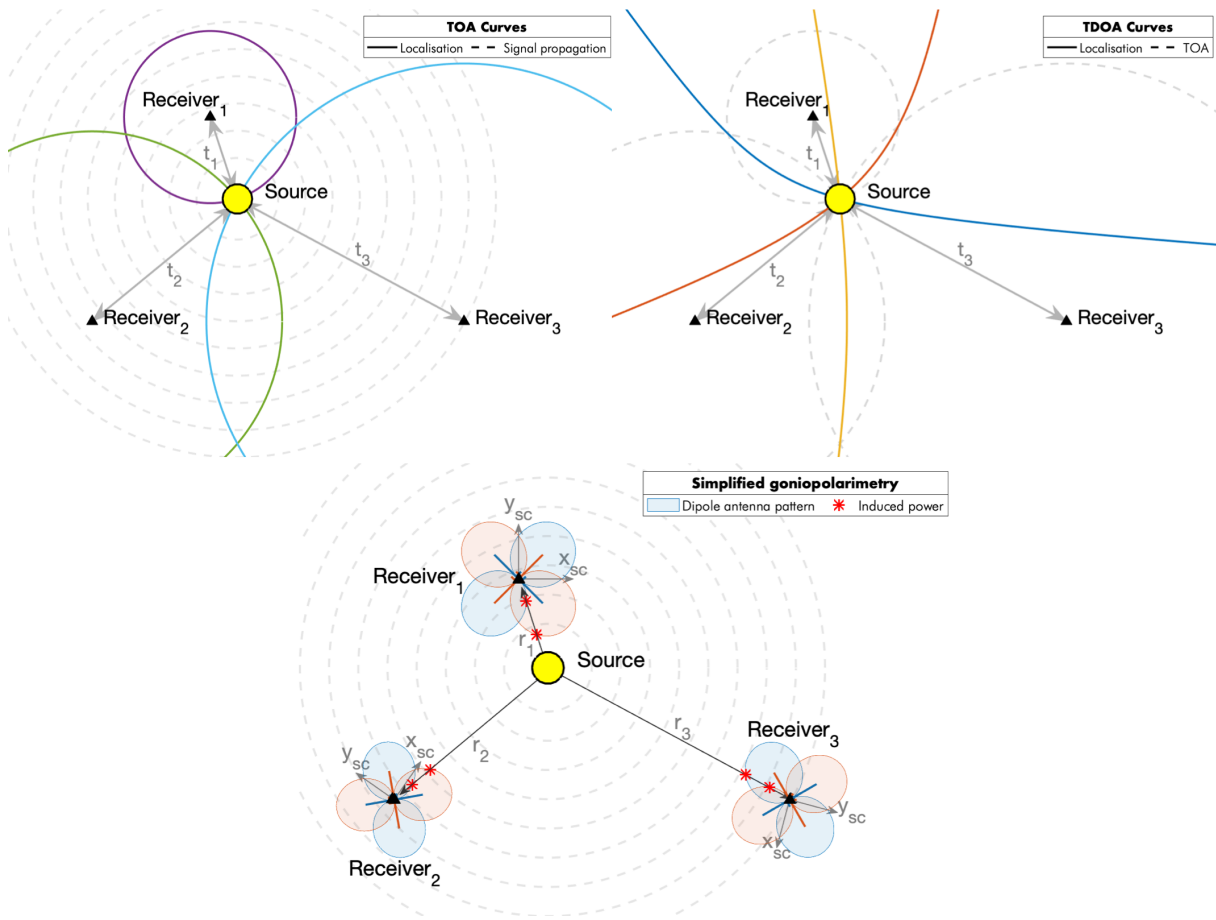 TOA Curves
Localisation Signal propagation
Receiver1
t1
Source
t2
t3
Receiver2
Receiver3
TDOA Curves
Localisation TOA
Receiver1
t1
Source
t2
t3
Receiver2
Receiver3
Simplified goniopolarimetry
Dipole antenna pattern Induced power
ysc
xsc
Receiver1
r1
Source
r2
r3
Receiver3
xsc
ysc
ysc
xsc
Receiver2